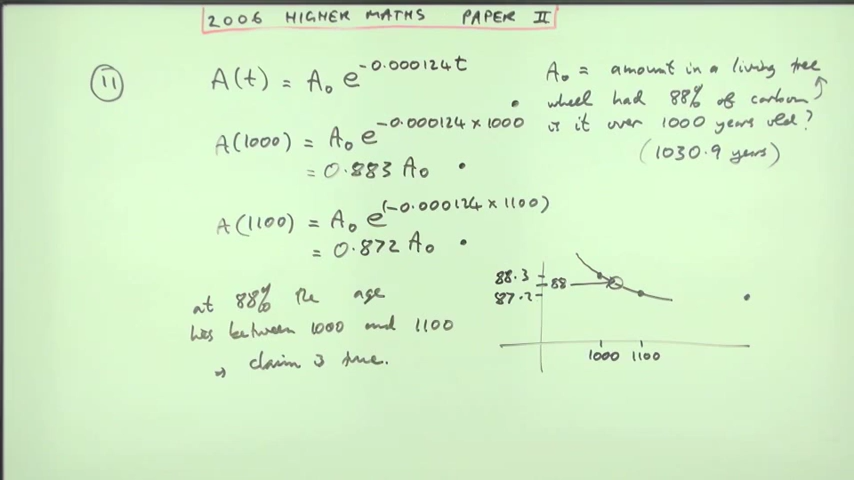 2006 HIGHER MATHS PAPER II
11
A(t) = A₀ e^-0.000124t
A(1000) = A₀ e^-0.000124 × 1000
= 0.883 A₀
A(1100) = A₀ e^(-0.000124 × 1100)
= 0.872 A₀
at 88% the age
lies between 1000 and 1100
⇒ claim is true.
A₀ = amount in a living tree
wheel had 88% of carbon
is it over 1000 years old?
(1030.9 years)
88.3
88
87.2
1000 1100